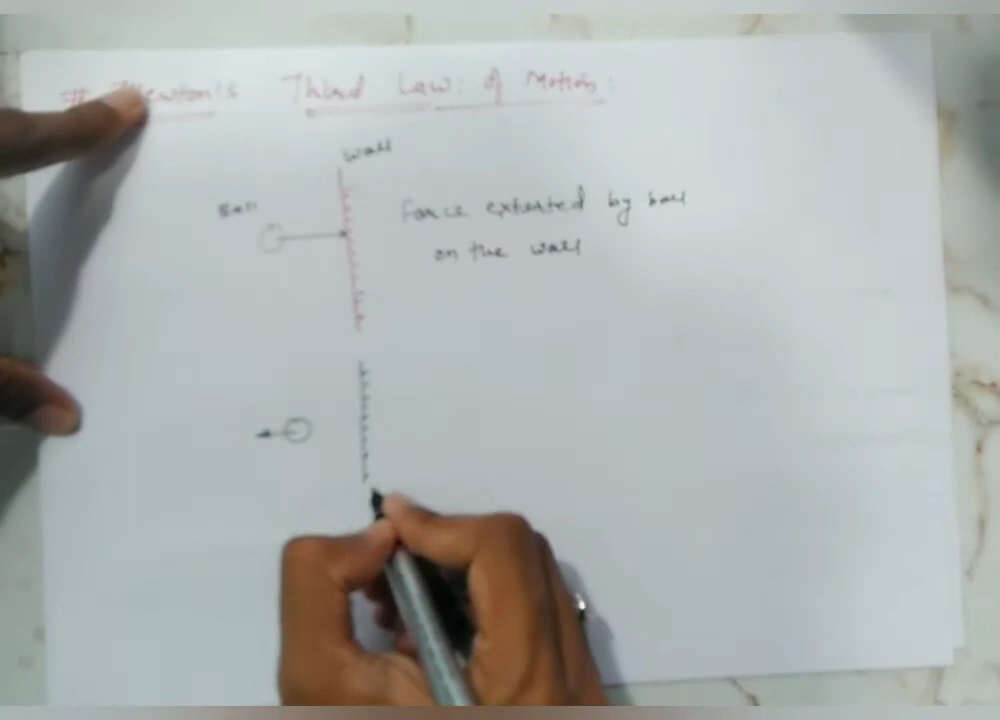 # Newton's Third Law: of Motion:
Wall
Ball
Force exterted by ball
on the wall